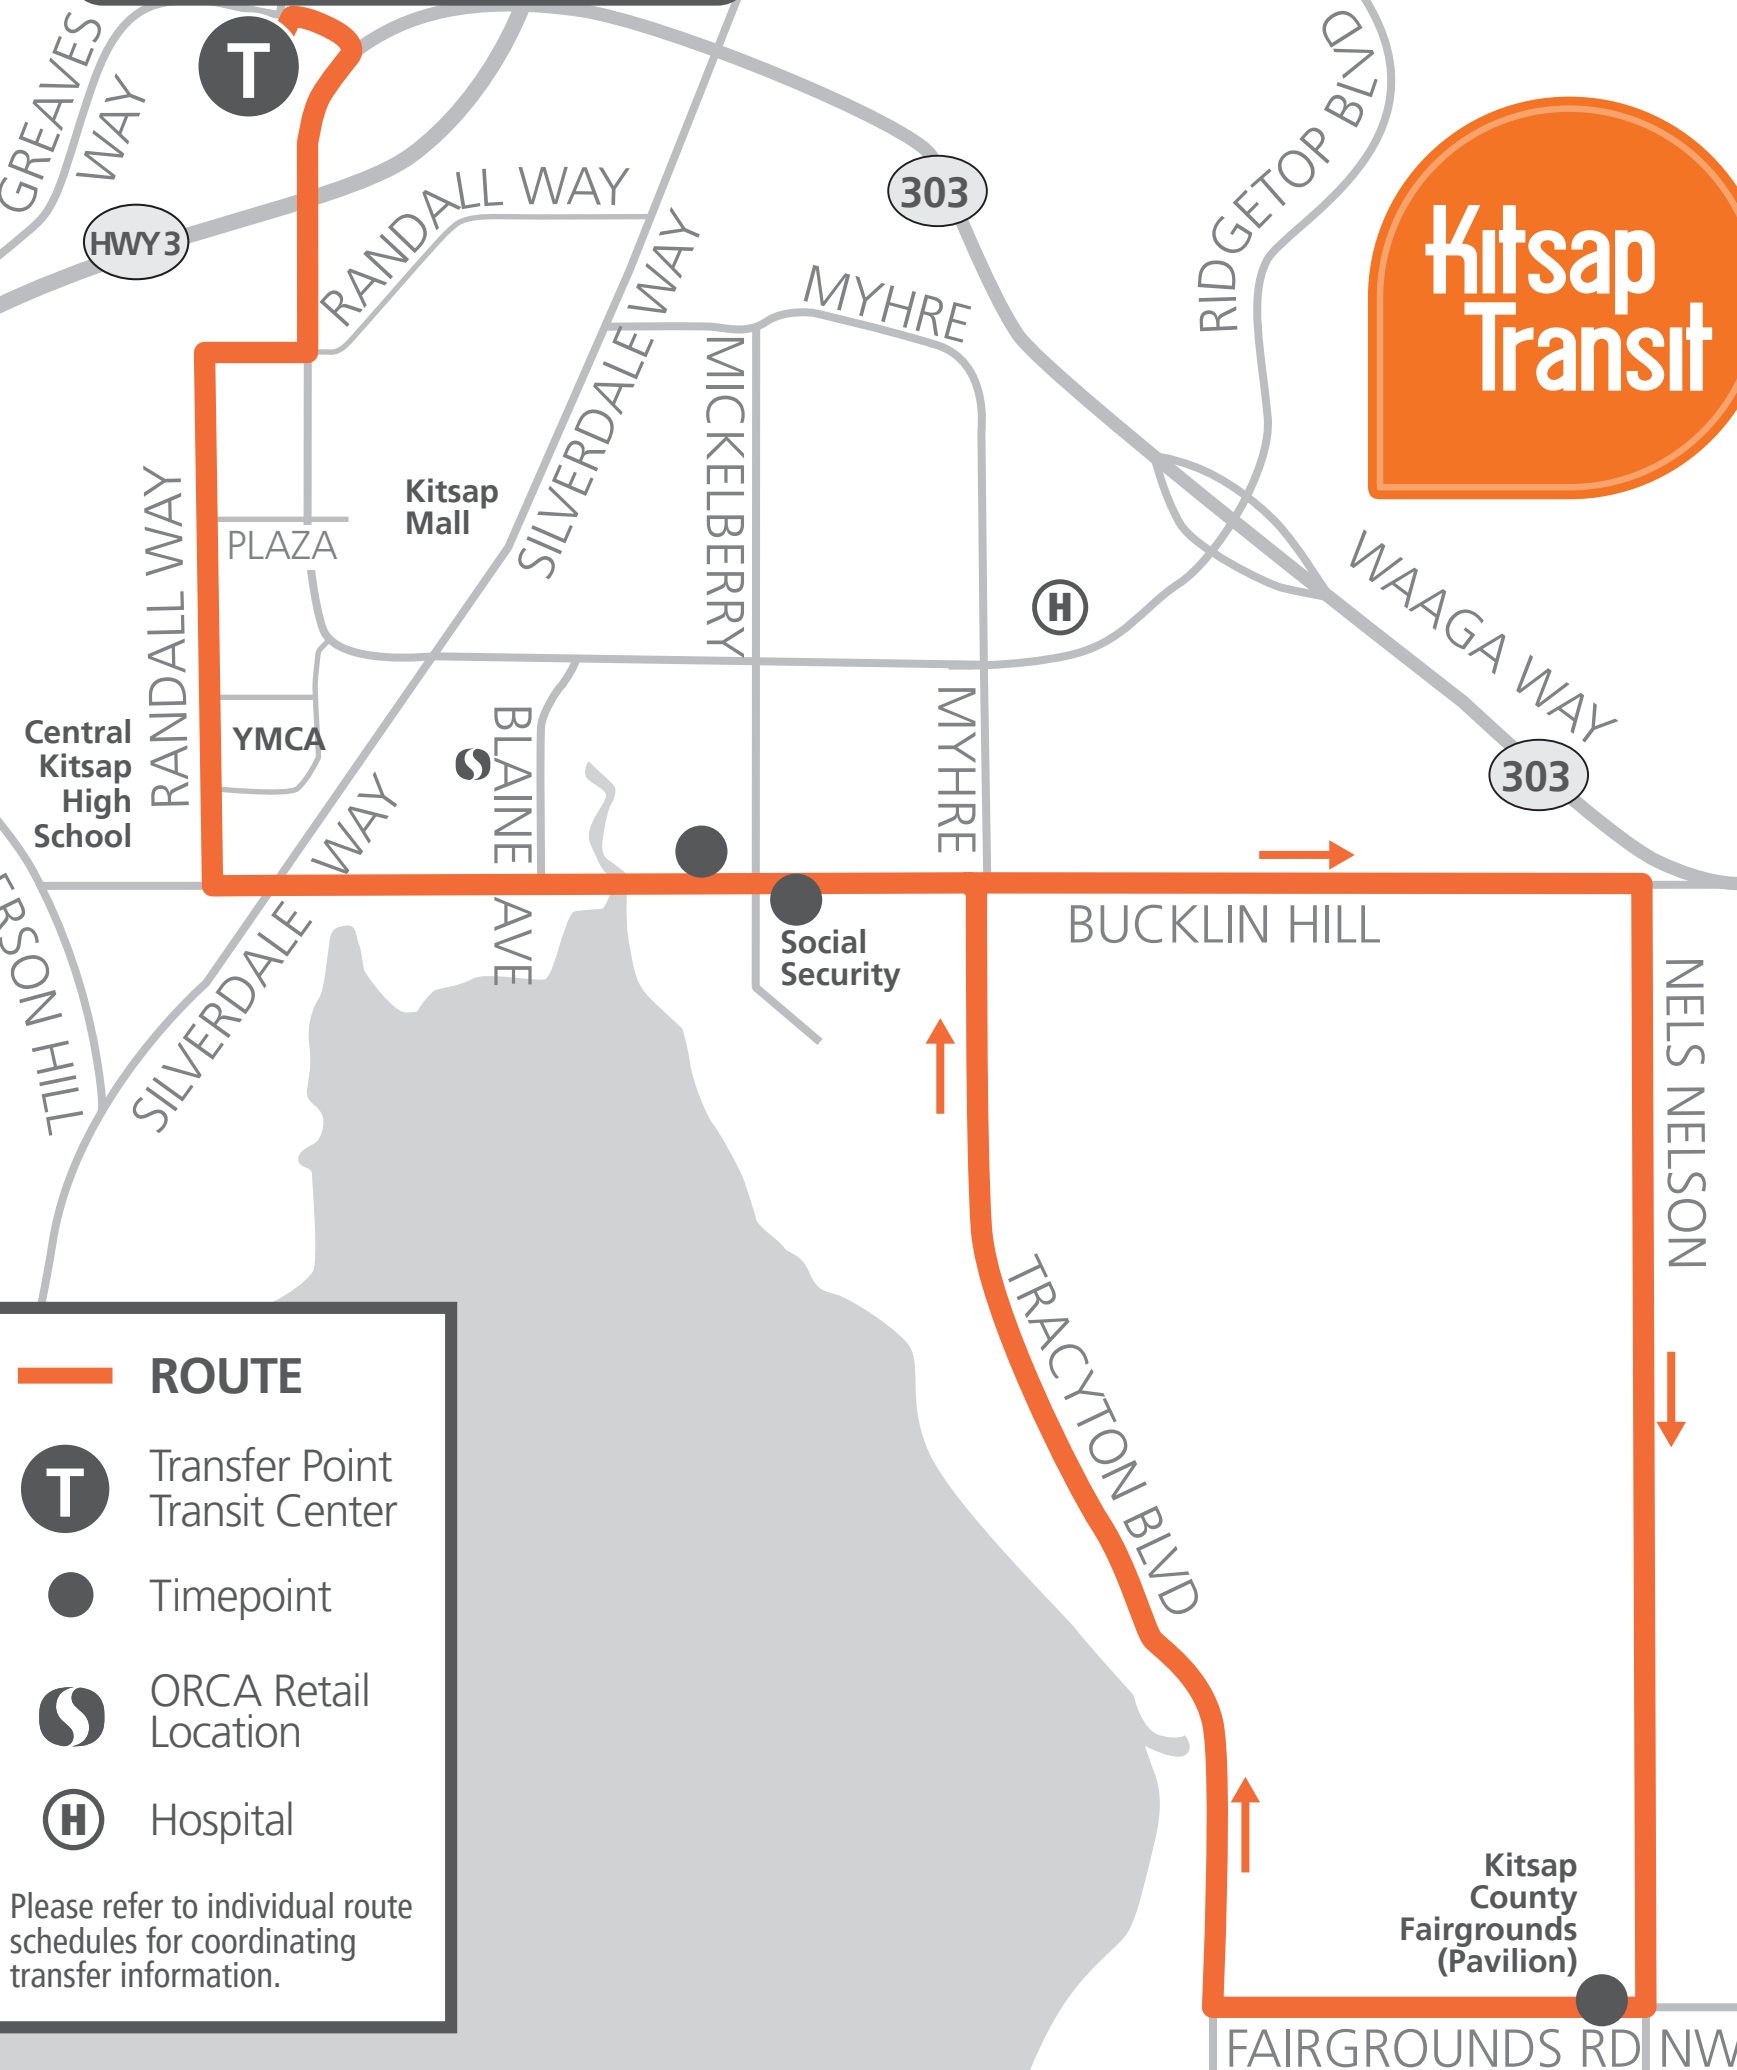 GREAVES
WAY
T
HWY 3
RANDALL WAY
303
RIDGETOP BLVD
Kitsap
Transit
SILVERDALE WAY
MYHRE
MICKELBERRY
Kitsap
Mall
RANDALL WAY
PLAZA
H
WAAGA WAY
303
Central
Kitsap
High
School
YMCA
BLAINE AVE
MYHRE
SILVERDALE WAY
Social
Security
BUCKLIN HILL
ERSON HILL
NELS NELSON
TRACYTON BLVD
ROUTE
T
Transfer Point
Transit Center
Timepoint
ORCA Retail
Location
H
Hospital
Please refer to individual route
schedules for coordinating
transfer information.
Kitsap
County
Fairgrounds
(Pavilion)
FAIRGROUNDS RD NW